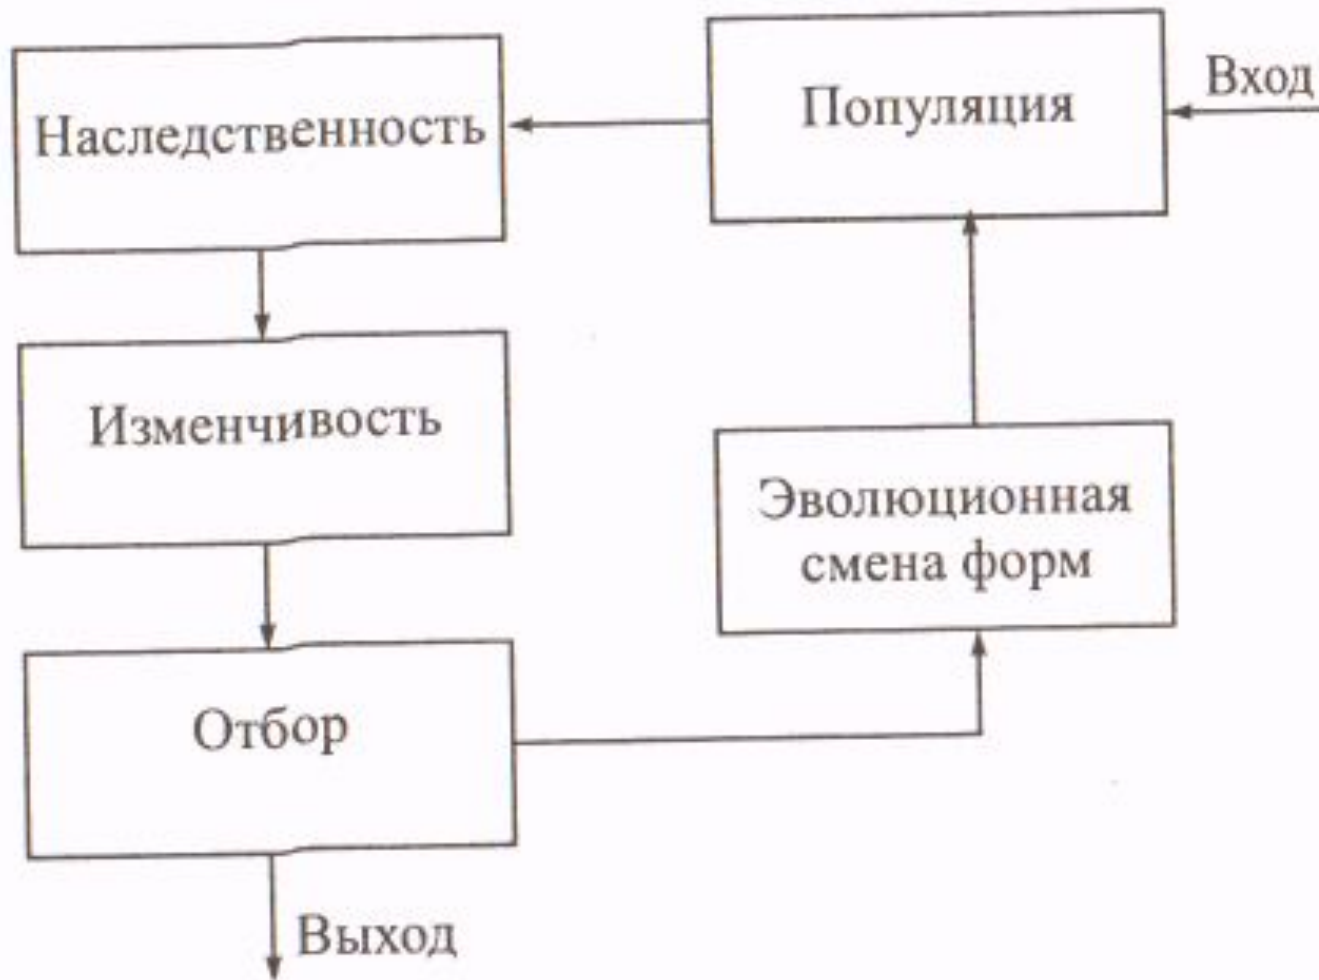 Вход
Популяция
Наследственность
Изменчивость
Эволюционная
смена форм
Отбор
Выход